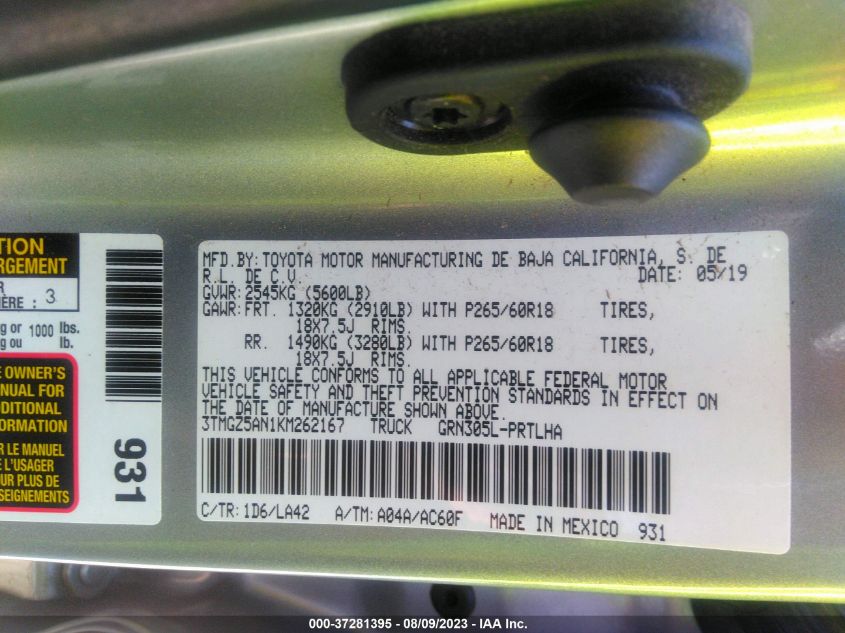 TION
RGEMENT
R
IÈRE : 3
g or 1000 lbs.
g ou lb.
E OWNER'S
NUAL FOR
DDITIONAL
FORMATION
R LE MANUEL
E L'USAGER
UR PLUS DE
SEIGNEMENTS
931
MFD.BY: TOYOTA MOTOR MANUFACTURING DE BAJA CALIFORNIA, S. DE
R.L. DE C.V. DATE: 05/19
GVWR: 2545KG (5600LB)
GAWR: FRT. 1320KG (2910LB) WITH P265/60R18 TIRES,
18X7.5J RIMS.
RR. 1490KG (3280LB) WITH P265/60R18 TIRES,
18X7.5J RIMS.
THIS VEHICLE CONFORMS TO ALL APPLICABLE FEDERAL MOTOR
VEHICLE SAFETY AND THEFT PREVENTION STANDARDS IN EFFECT ON
THE DATE OF MANUFACTURE SHOWN ABOVE.
3TMGZ5AN1KM262167 TRUCK GRN305L-PRTLHA
C/TR: 1D6/LA42 A/TM: A04A/AC60F MADE IN MEXICO 931
000-37281395 - 08/09/2023 - IAA Inc.